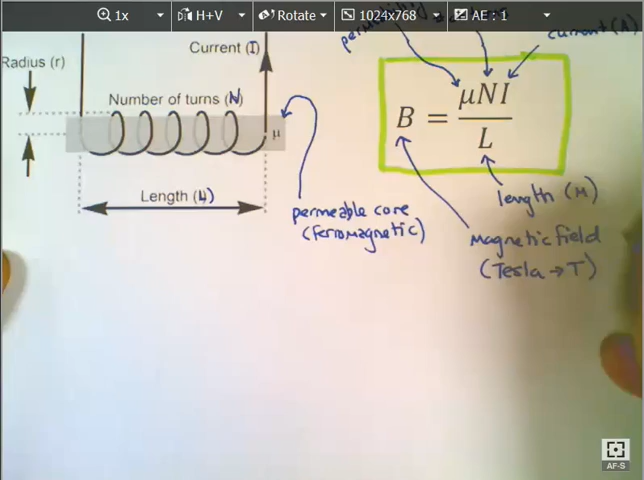 1x
H+V
Rotate
1024x768
AE : 1
Current (I)
current (A)
Radius (r)
Number of turns (N)
μ
Length (L)
permeable core
(Ferromagnetic)
B = μNI / L
length (M)
Magnetic field
(Tesla → T)
AF-S